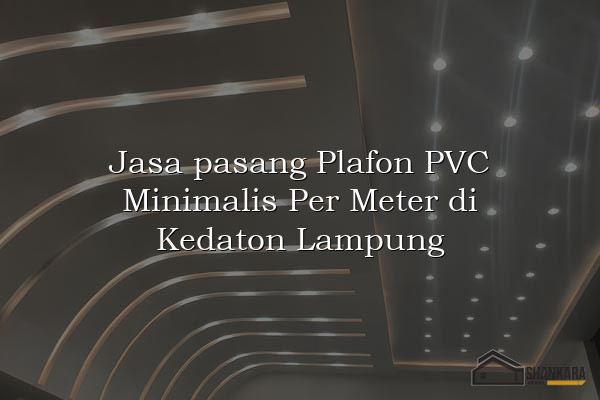 Jasa pasang Plafon PVC
Minimalis Per Meter di
Kedaton Lampung
SHANKARA